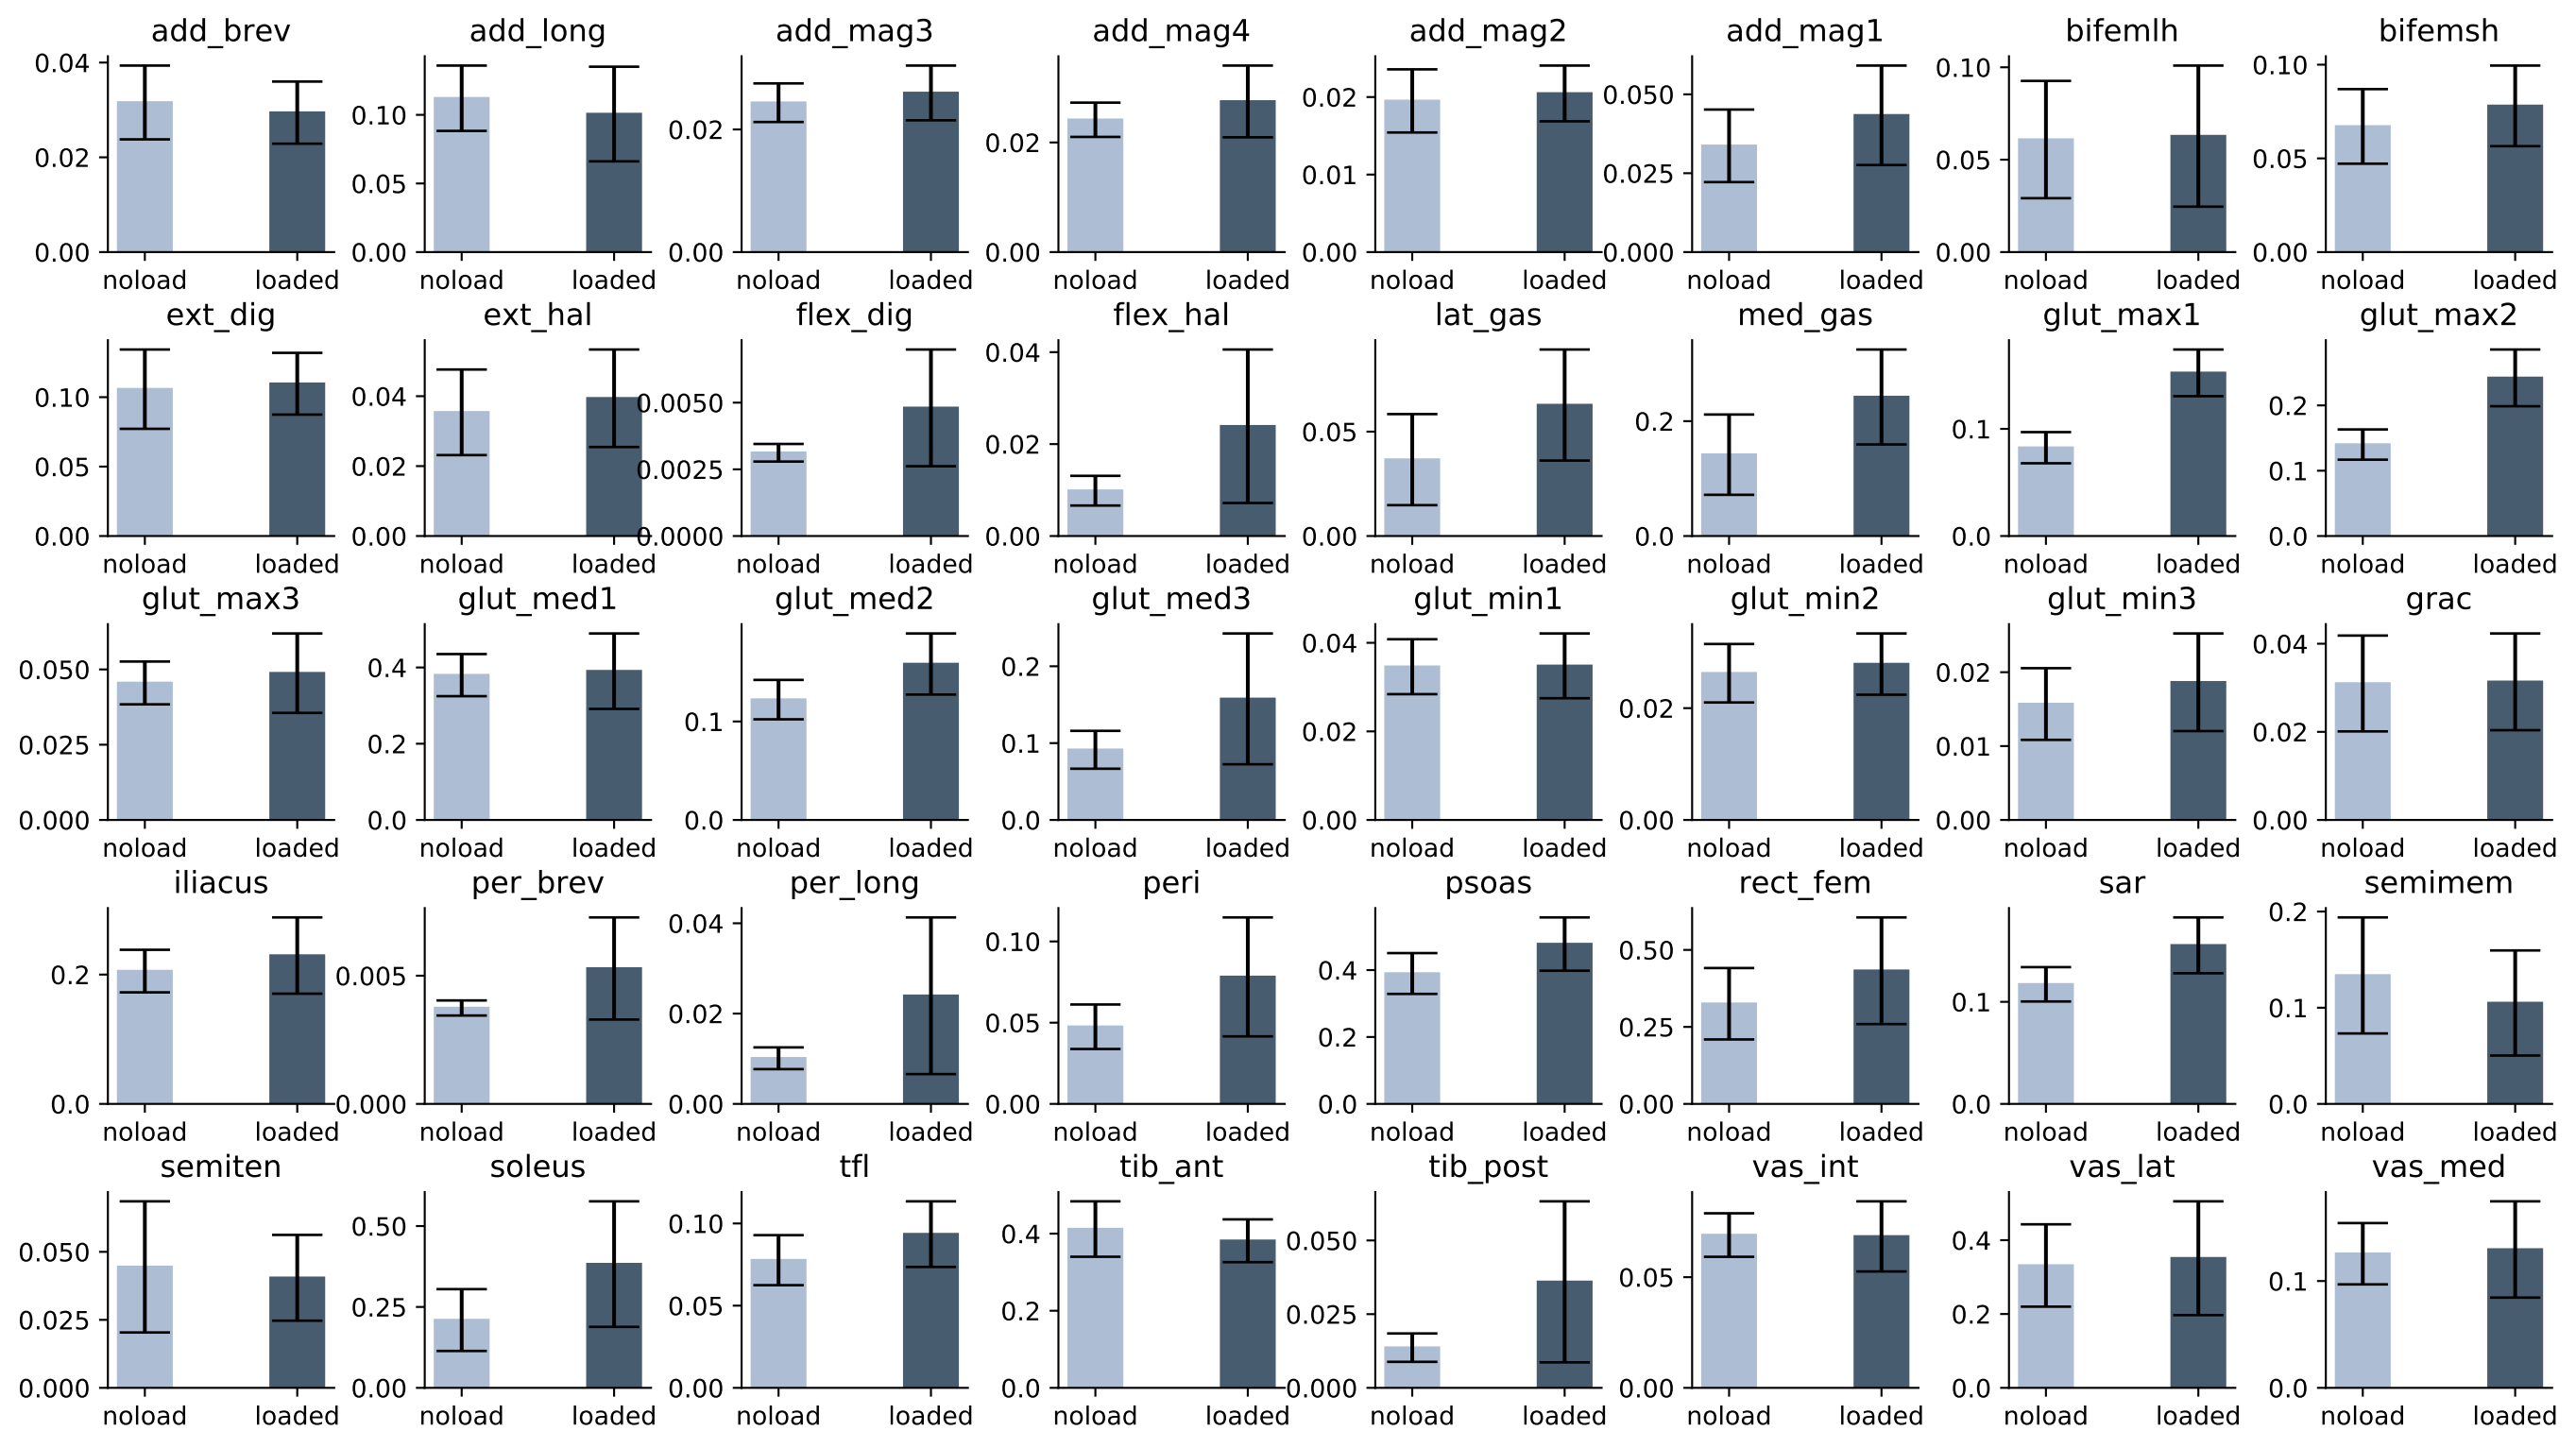 add_brev add_long add_mag3 add_mag4 add_mag2 add_mag1 bifemlh bifemsh
0.04 0.02 0.00
0.10 0.05 0.00
0.02 0.00
0.02 0.00
0.02 0.01 0.00
0.050 0.025 0.000
0.10 0.05 0.00
0.10 0.05 0.00
noload loaded noload loaded noload loaded noload loaded noload loaded noload loaded noload loaded noload loaded
ext_dig ext_hal flex_dig flex_hal lat_gas med_gas glut_max1 glut_max2
0.10 0.05 0.00
0.04 0.02 0.00
0.0050 0.0025 0.0000
0.04 0.02 0.00
0.05 0.00
0.2 0.0
0.1 0.0
0.2 0.1 0.0
noload loaded noload loaded noload loaded noload loaded noload loaded noload loaded noload loaded noload loaded
glut_max3 glut_med1 glut_med2 glut_med3 glut_min1 glut_min2 glut_min3 grac
0.050 0.025 0.000
0.4 0.2 0.0
0.1 0.0
0.2 0.1 0.0
0.04 0.02 0.00
0.02 0.00
0.02 0.01 0.00
0.04 0.02 0.00
noload loaded noload loaded noload loaded noload loaded noload loaded noload loaded noload loaded noload loaded
iliacus per_brev per_long peri psoas rect_fem sar semimem
0.2 0.0
0.005 0.000
0.04 0.02 0.00
0.10 0.05 0.00
0.4 0.2 0.0
0.50 0.25 0.00
0.1 0.0
0.2 0.1 0.0
noload loaded noload loaded noload loaded noload loaded noload loaded noload loaded noload loaded noload loaded
semiten soleus tfl tib_ant tib_post vas_int vas_lat vas_med
0.050 0.025 0.000
0.50 0.25 0.00
0.10 0.05 0.00
0.4 0.2 0.0
0.050 0.025 0.000
0.05 0.00
0.4 0.2 0.0
0.1 0.0
noload loaded noload loaded noload loaded noload loaded noload loaded noload loaded noload loaded noload loaded